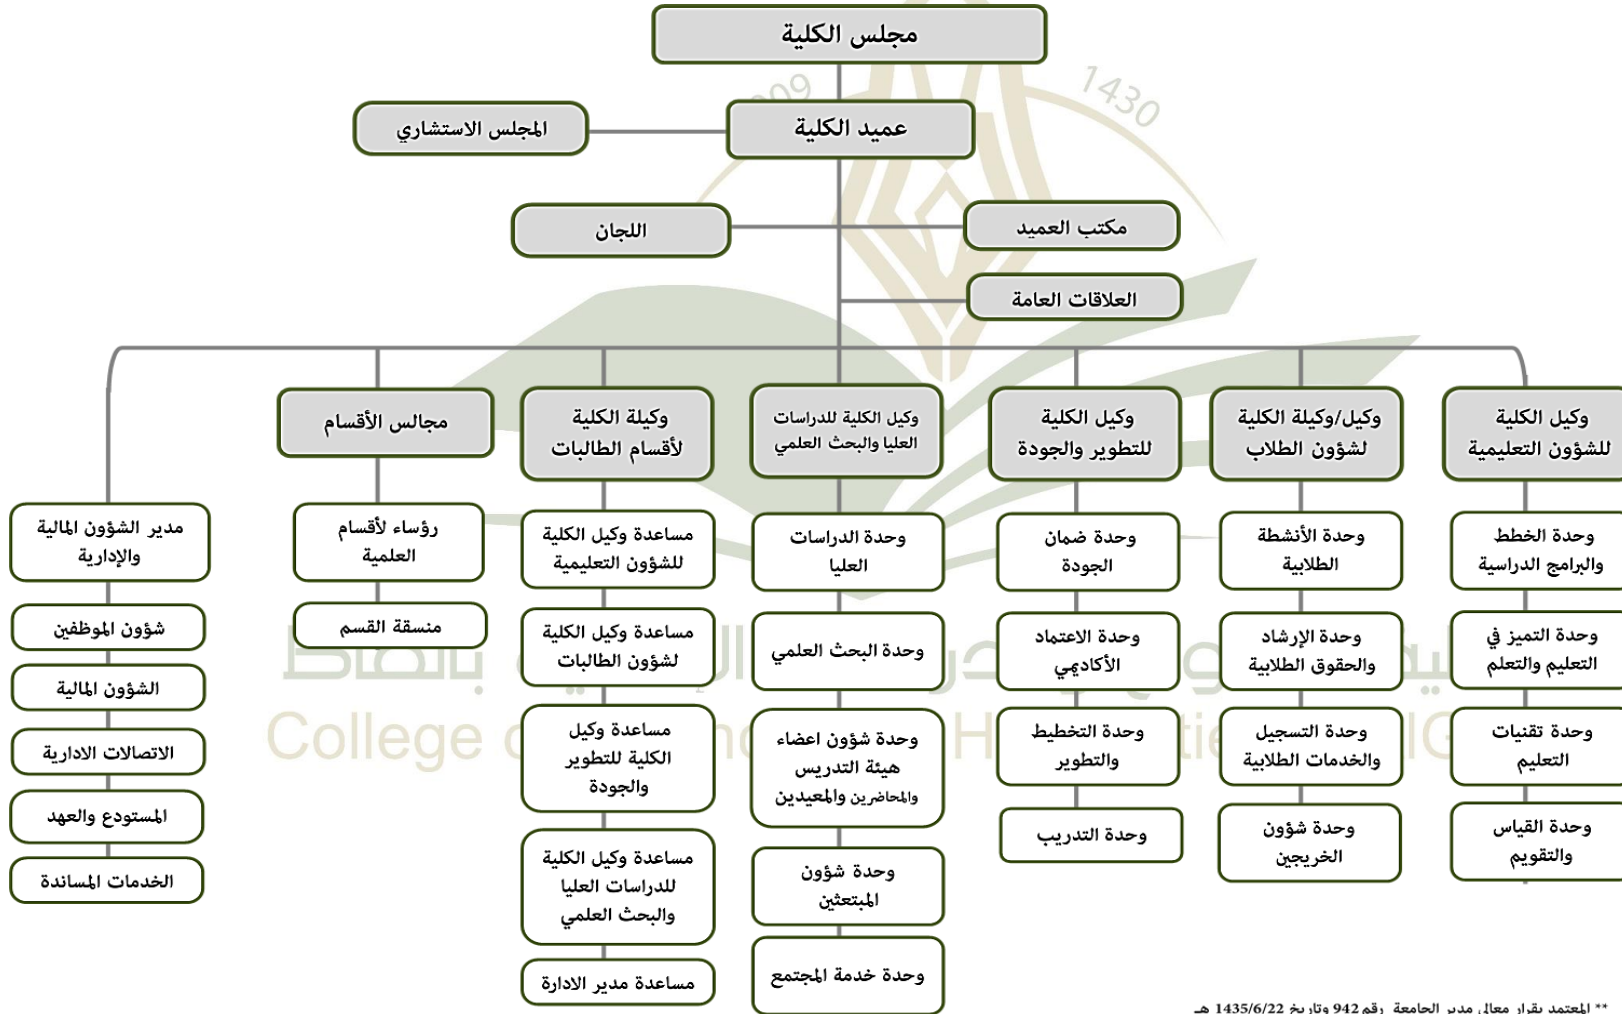 مجلس الكلية
عميد الكلية
المجلس الاستشاري
مكتب العميد
اللجان
العلاقات العامة
وكيل الكلية
للشؤون التعليمية
وحدة الخطط
والبرامج الدراسية
وحدة التميز في
التعليم والتعلم
وحدة تقنيات
التعليم
وحدة القياس
والتقويم
وكيل/وكيلة الكلية
لشؤون الطلاب
وحدة الأنشطة
الطلابية
وحدة الإرشاد
والحقوق الطلابية
وحدة التسجيل
والخدمات الطلابية
وحدة شؤون
الخريجين
وكيل الكلية
للتطوير والجودة
وحدة ضمان
الجودة
وحدة الاعتماد
الأكاديمي
وحدة التخطيط
والتطوير
وحدة التدريب
وكيل الكلية للدراسات
العليا والبحث العلمي
وحدة الدراسات
العليا
وحدة البحث العلمي
وحدة شؤون اعضاء
هيئة التدريس
والمحاضرين والمعيدين
وحدة شؤون
المبتعثين
وحدة خدمة المجتمع
وكيلة الكلية
لأقسام الطالبات
مساعدة وكيل الكلية
للشؤون التعليمية
مساعدة وكيل الكلية
لشؤون الطالبات
مساعدة وكيل
الكلية للتطوير
والجودة
مساعدة وكيل الكلية
للدراسات العليا
والبحث العلمي
مساعدة مدير الادارة
مجالس الأقسام
رؤساء لأقسام
العلمية
منسقة القسم
مدير الشؤون المالية
والإدارية
شؤون الموظفين
الشؤون المالية
الاتصالات الادارية
المستودع والعهد
الخدمات المساندة
1430
College
** المعتمد بقرار معالي مدير الجامعة رقم 942 وتاريخ 1435/6/22 هـ